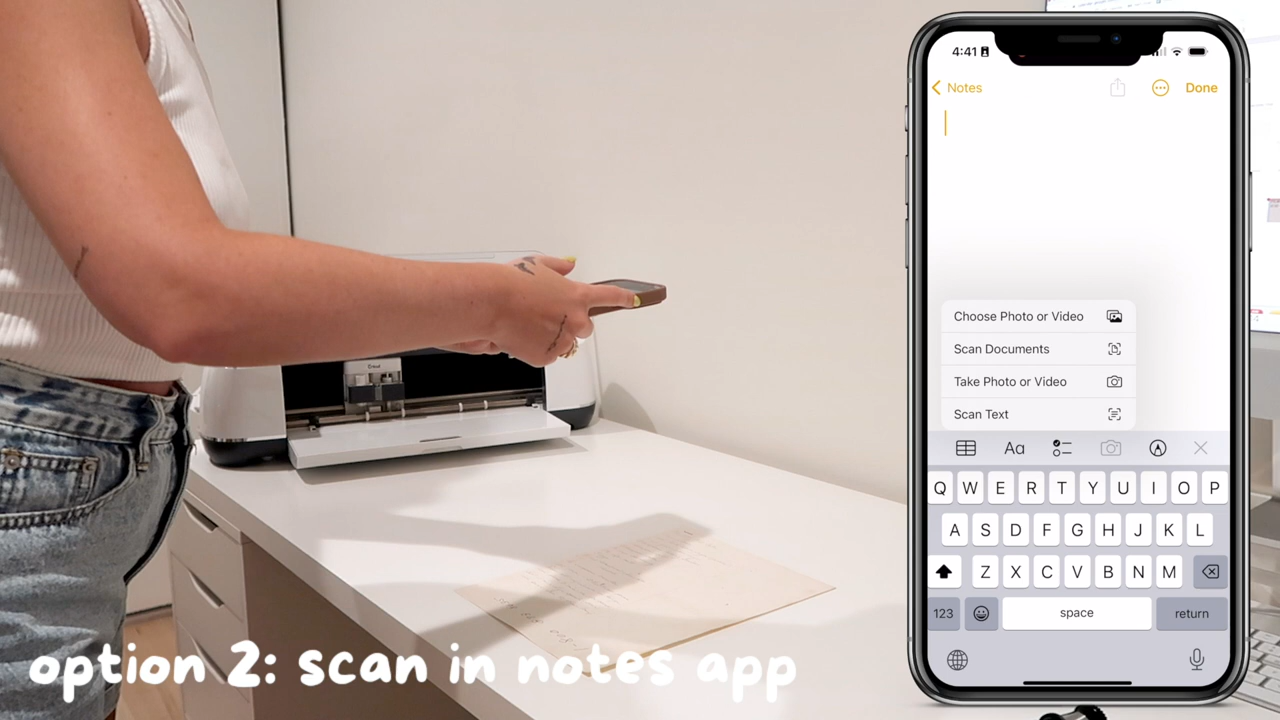 4:41
Notes
Done
Choose Photo or Video
Scan Documents
Take Photo or Video
Scan Text
Aa
Q W E R T Y U I O P
A S D F G H J K L
Z X C V B N M
123
space
return
Cricut
option 2: scan in notes app